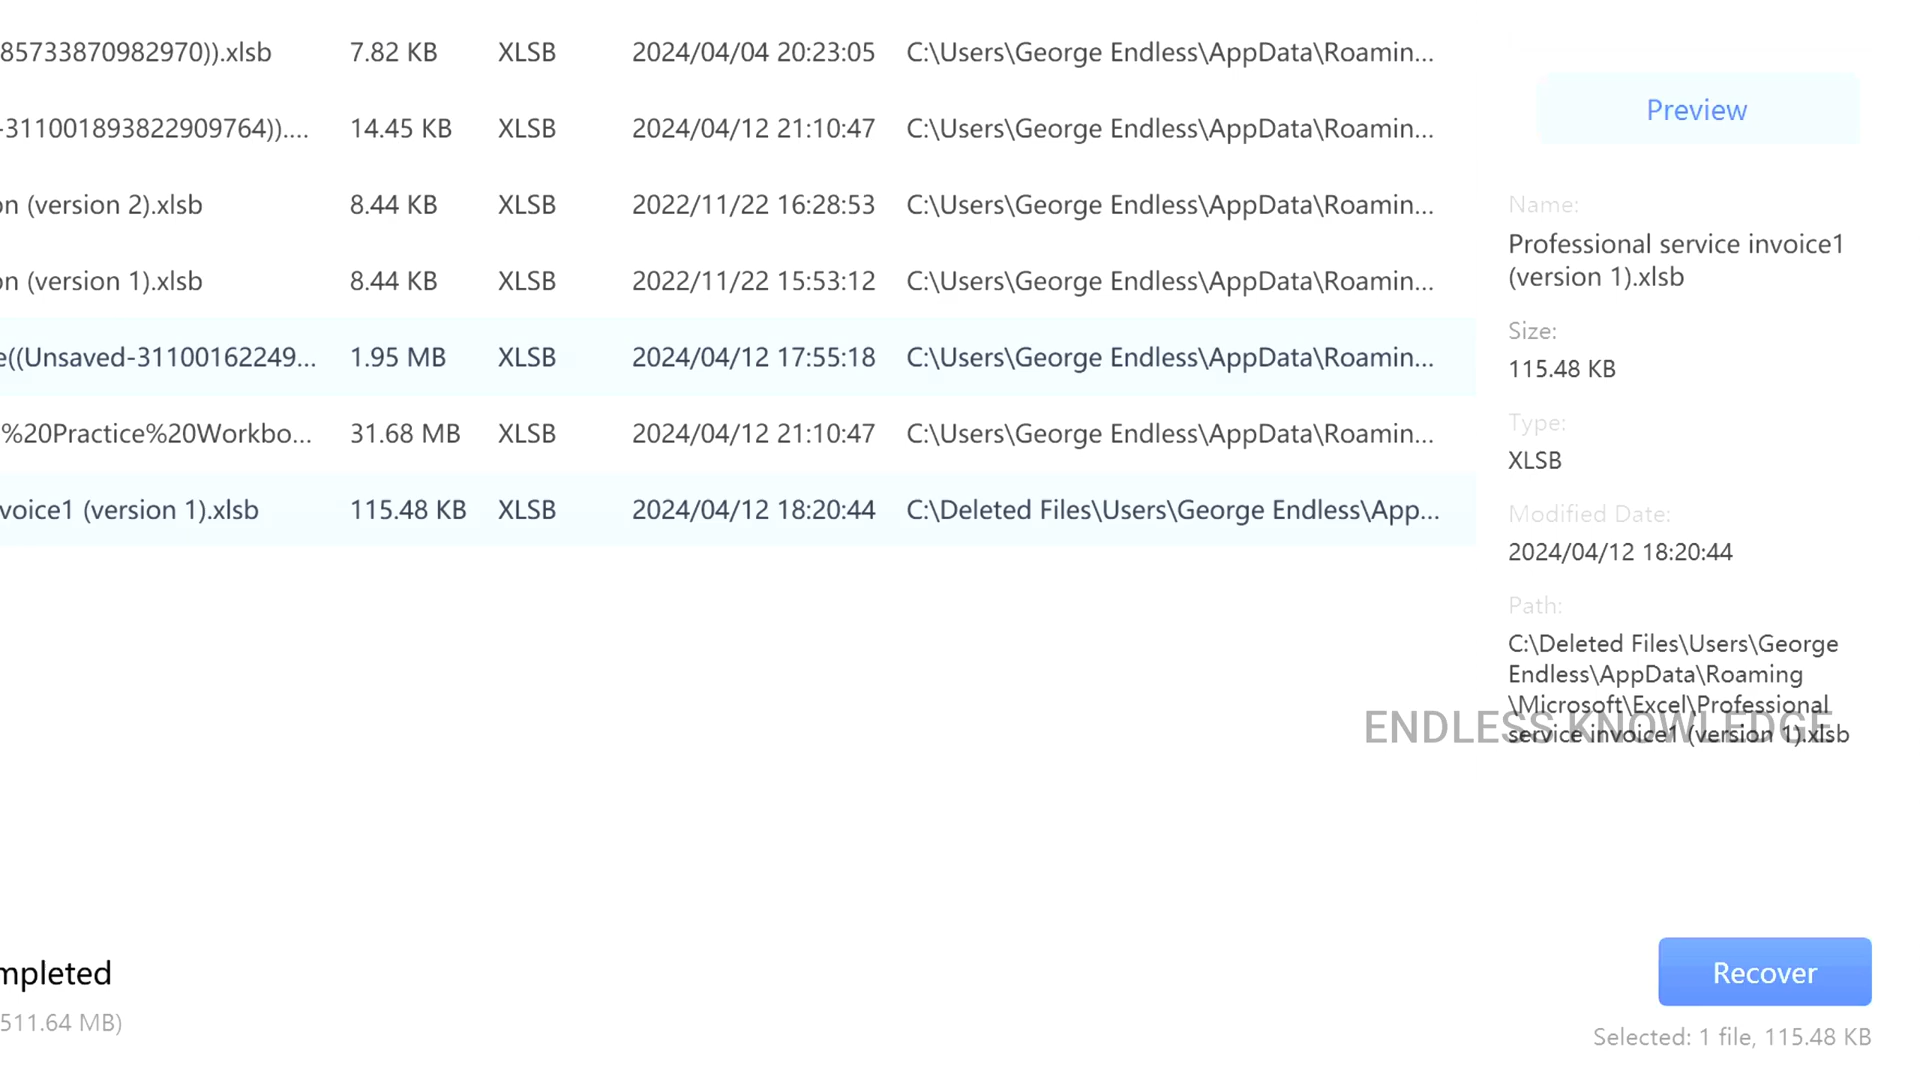 85733870982970)).xlsb 7.82 KB XLSB 2024/04/04 20:23:05 C:\Users\George Endless\AppData\Roamin...
-311001893822909764)).... 14.45 KB XLSB 2024/04/12 21:10:47 C:\Users\George Endless\AppData\Roamin...
on (version 2).xlsb 8.44 KB XLSB 2022/11/22 16:28:53 C:\Users\George Endless\AppData\Roamin...
on (version 1).xlsb 8.44 KB XLSB 2022/11/22 15:53:12 C:\Users\George Endless\AppData\Roamin...
e((Unsaved-31100162249... 1.95 MB XLSB 2024/04/12 17:55:18 C:\Users\George Endless\AppData\Roamin...
%20Practice%20Workbo... 31.68 MB XLSB 2024/04/12 21:10:47 C:\Users\George Endless\AppData\Roamin...
voice1 (version 1).xlsb 115.48 KB XLSB 2024/04/12 18:20:44 C:\Deleted Files\Users\George Endless\App...
Preview
Name:
Professional service invoice1
(version 1).xlsb
Size:
115.48 KB
Type:
XLSB
Modified Date:
2024/04/12 18:20:44
Path:
C:\Deleted Files\Users\George
Endless\AppData\Roaming
\Microsoft\Excel\Professional
service invoice1 (version 1).xlsb
ENDLESS KNOWLEDGE
mpleted
511.64 MB)
Recover
Selected: 1 file, 115.48 KB